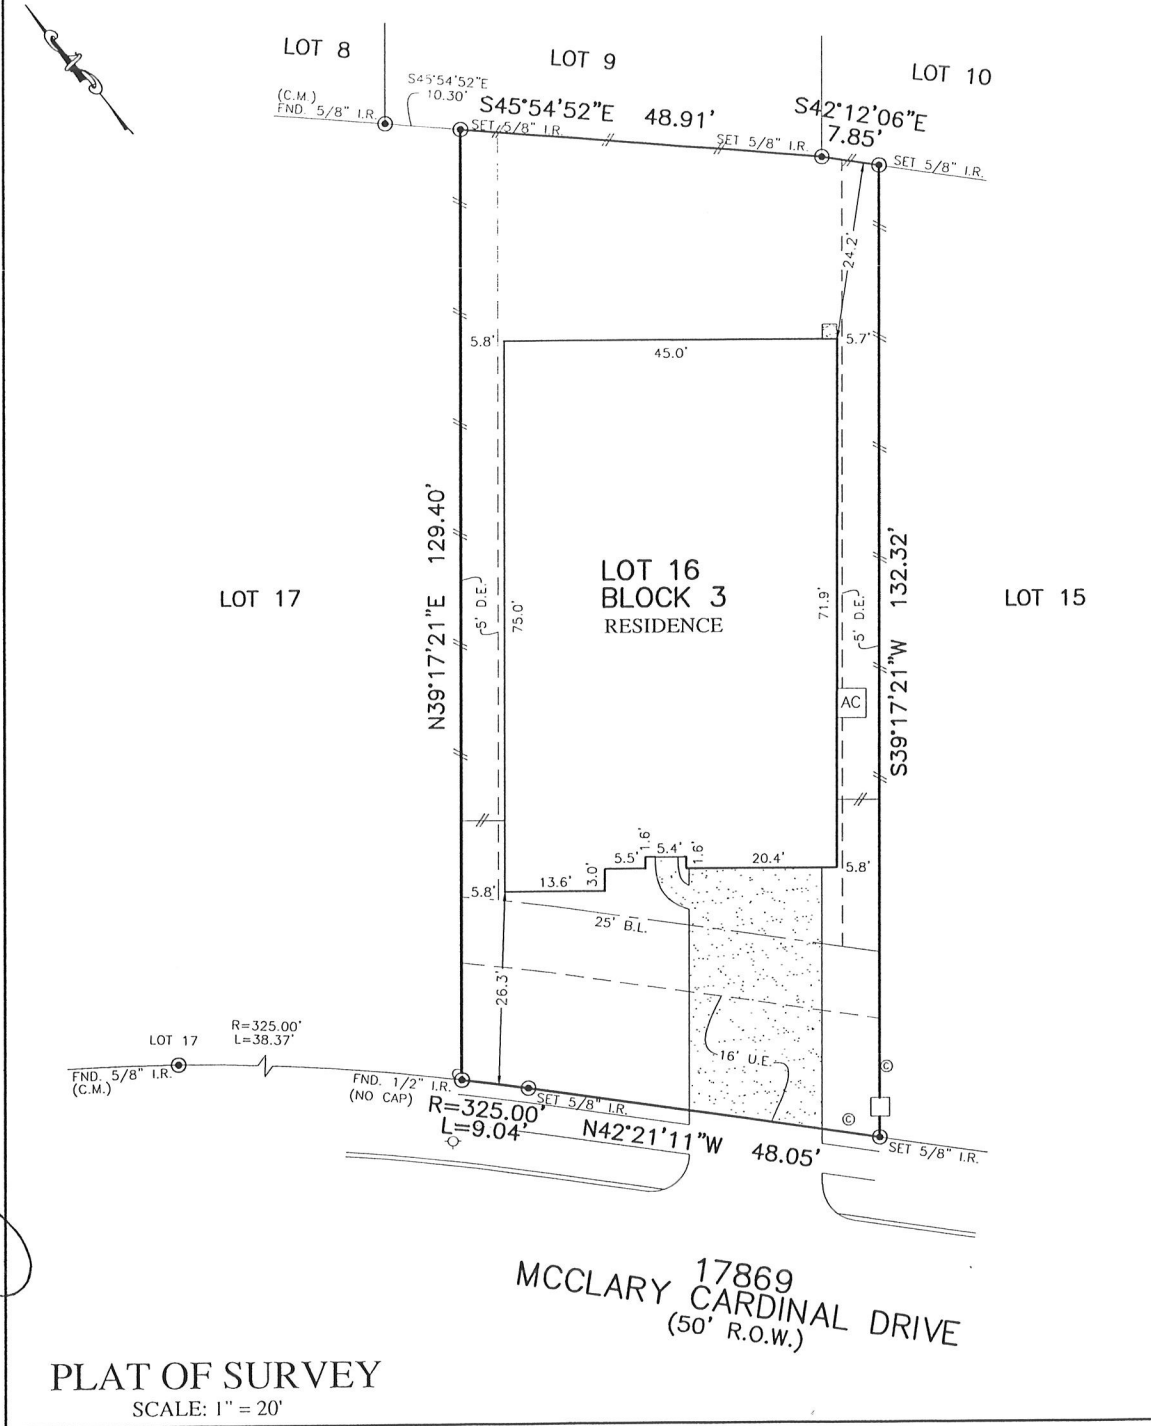 LOT 8
LOT 9
LOT 10
S45°54'52"E
10.30'
(C.M.)
FND. 5/8" I.R.
S45°54'52"E 48.91'
SET 5/8" I.R.
SET 5/8" I.R.
S42°12'06"E
7.85'
SET 5/8" I.R.
24.2'
5.8'
45.0'
5.7'
N39°17'21"E 129.40'
5' D.E.
75.0'
LOT 16
BLOCK 3
RESIDENCE
71.9'
5' D.E.
S39°17'21"W 132.32'
LOT 17
LOT 15
AC
5.8'
13.6'
3.0'
5.5'
1.6'
5.4'
1.6'
20.4'
5.8'
25' B.L.
26.3'
16' U.E.
LOT 17
R=325.00'
L=38.37'
FND. 5/8" I.R.
(C.M.)
FND. 1/2" I.R.
(NO CAP)
R=325.00'
L=9.04'
SET 5/8" I.R.
N42°21'11"W 48.05'
©
©
SET 5/8" I.R.
17869
MCCLARY CARDINAL DRIVE
(50' R.O.W.)
PLAT OF SURVEY
SCALE: 1" = 20'